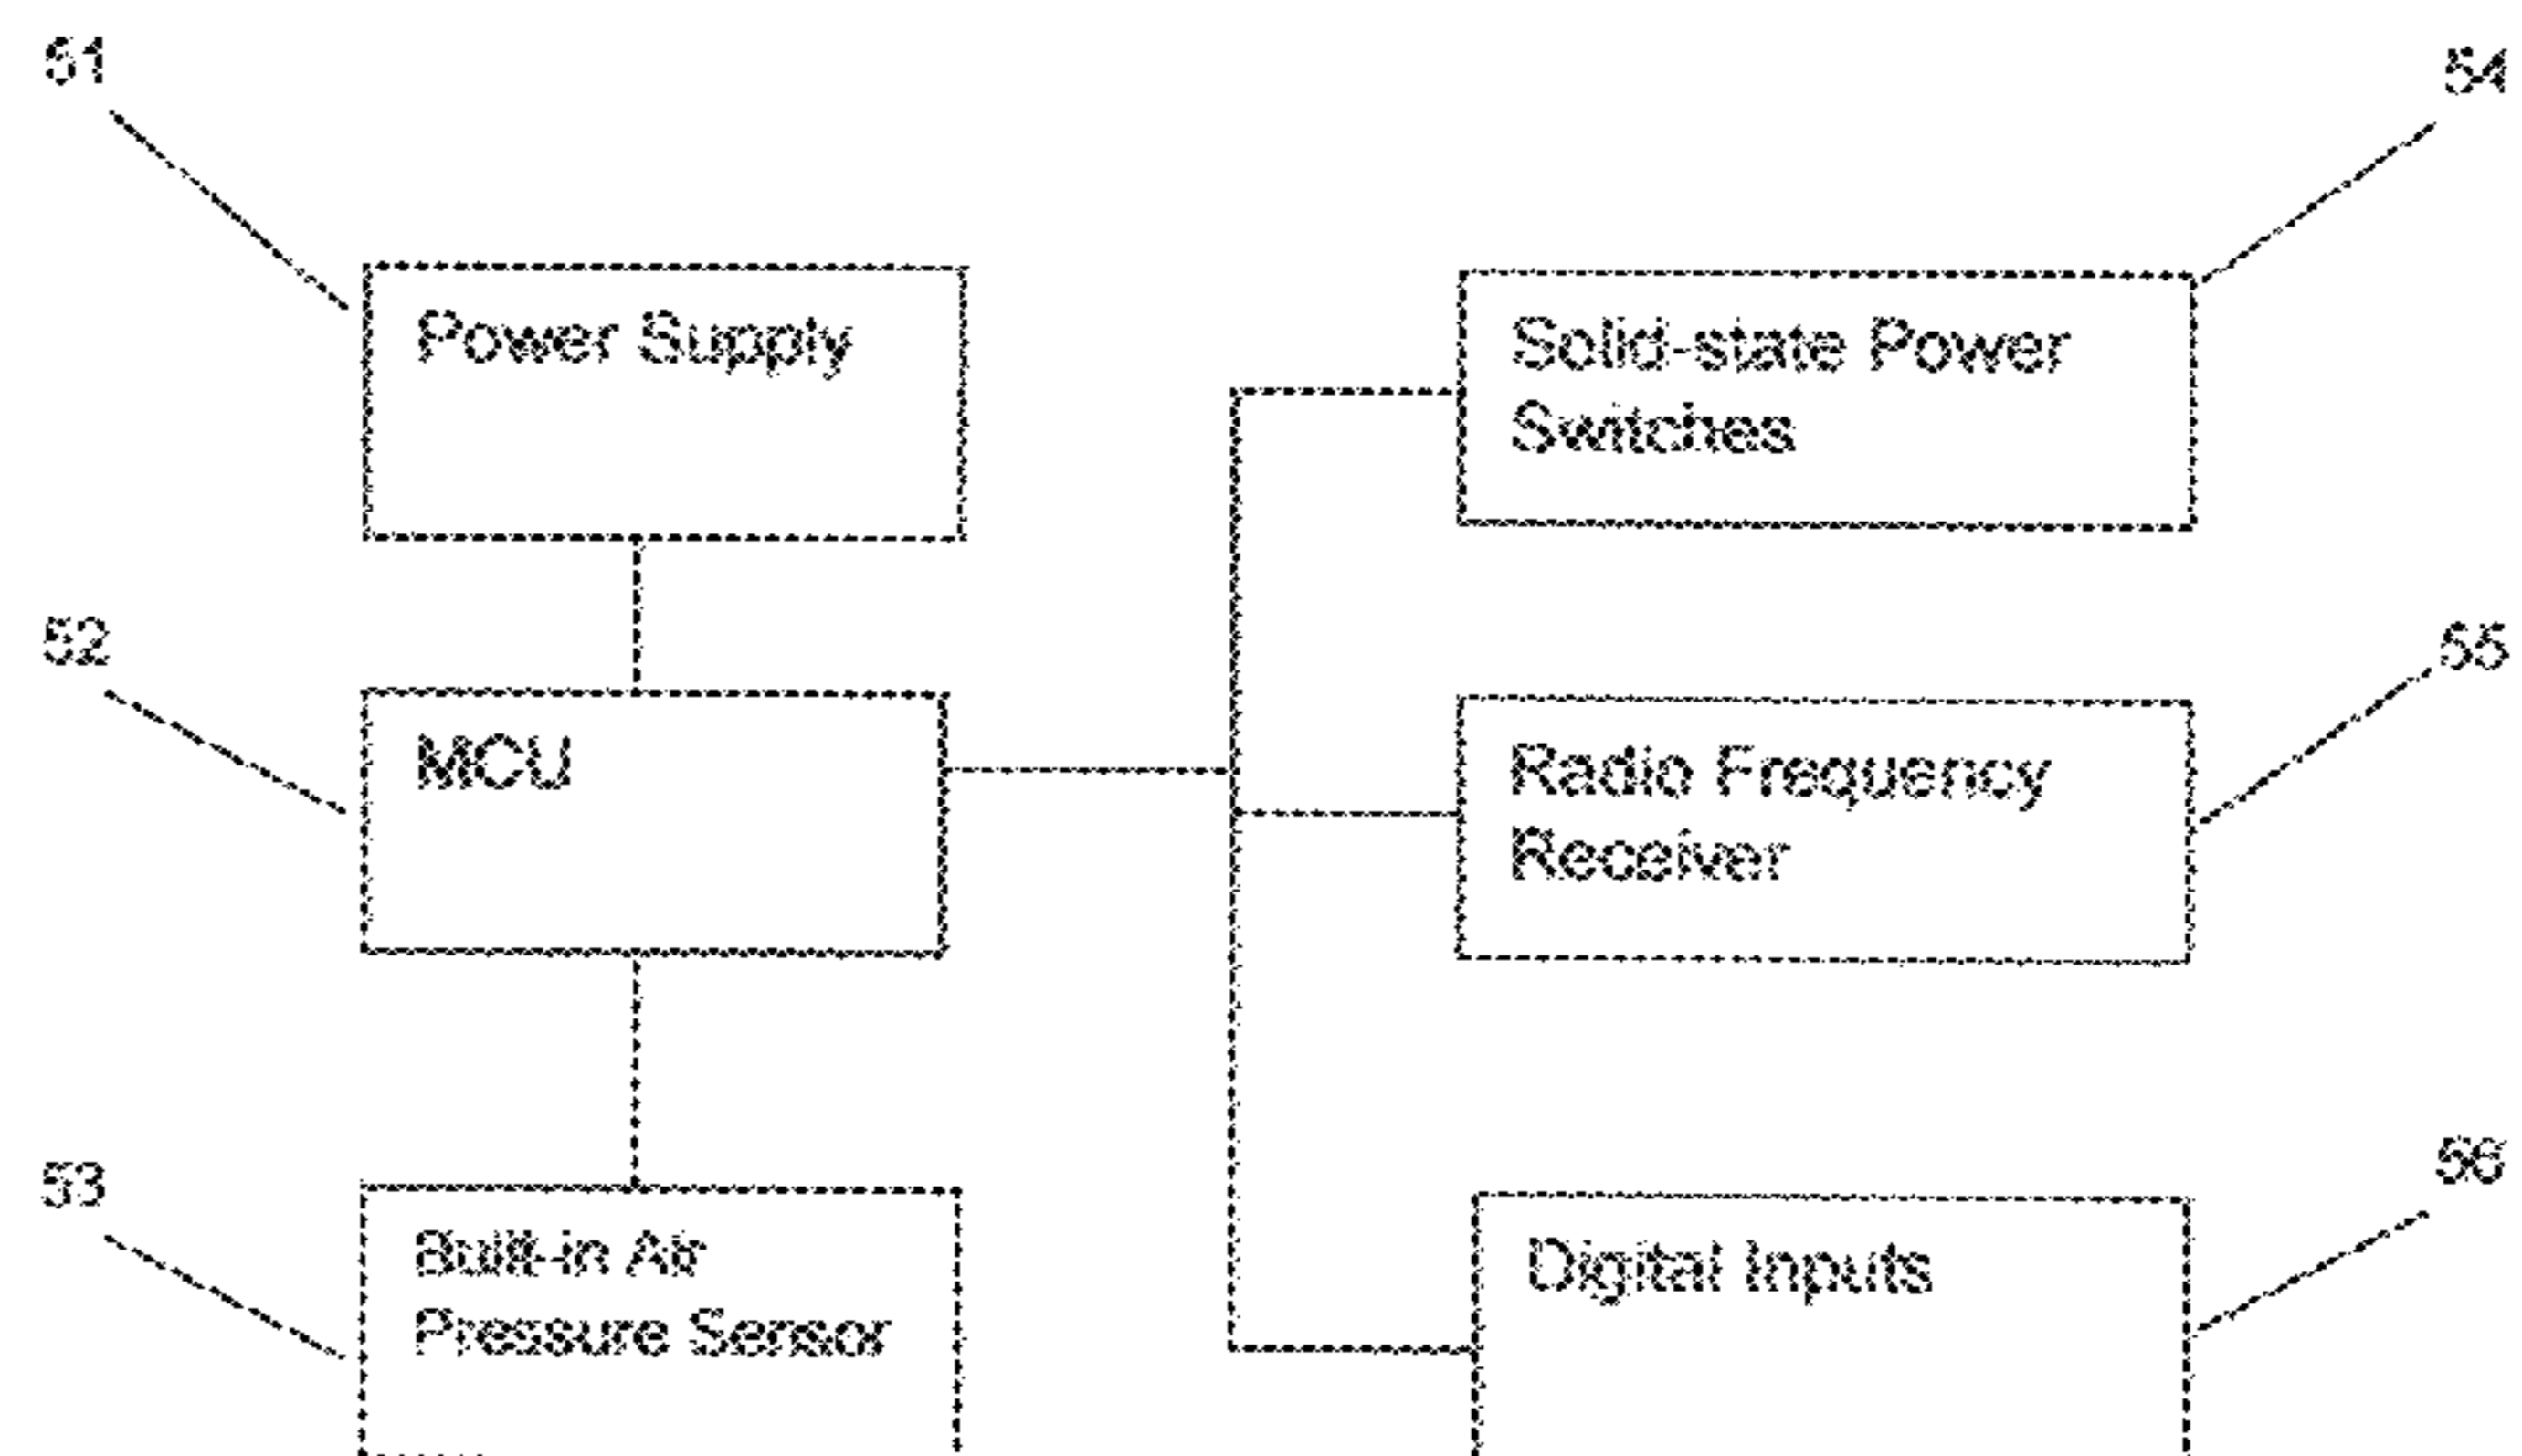 51
54
Power Supply
Solid-state Power
Switches
52
55
MCU
Radio Frequency
Receiver
53
56
Built-in Air
Pressure Sensor
Digital Inputs